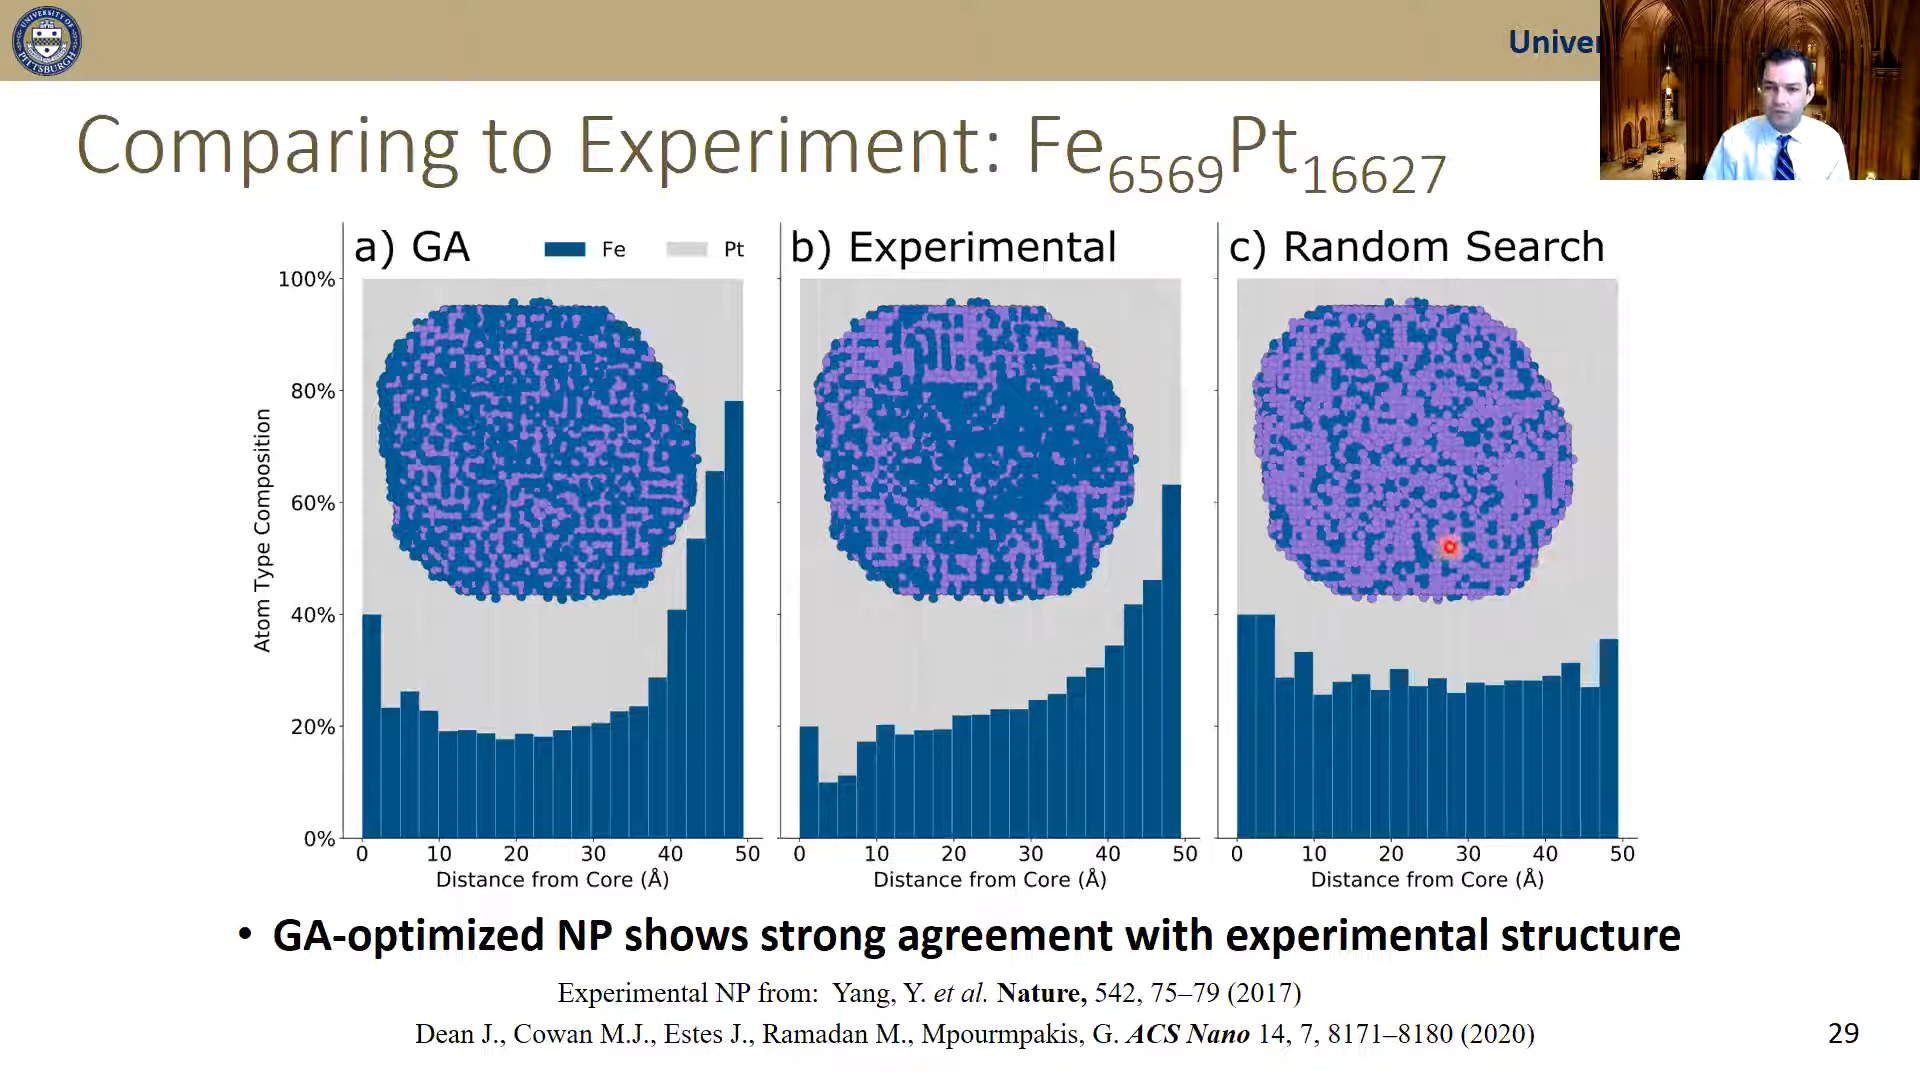 UNIVERSITY OF
PITTSBURGH
Univer
Comparing to Experiment: Fe6569Pt16627
a) GA
Fe
Pt
b) Experimental
c) Random Search
100%
80%
60%
40%
20%
0%
Atom Type Composition
0 10 20 30 40 50
0 10 20 30 40 50
0 10 20 30 40 50
Distance from Core (Å)
Distance from Core (Å)
Distance from Core (Å)
• GA-optimized NP shows strong agreement with experimental structure
Experimental NP from: Yang, Y. et al. Nature, 542, 75–79 (2017)
Dean J., Cowan M.J., Estes J., Ramadan M., Mpourmpakis, G. ACS Nano 14, 7, 8171–8180 (2020)
29